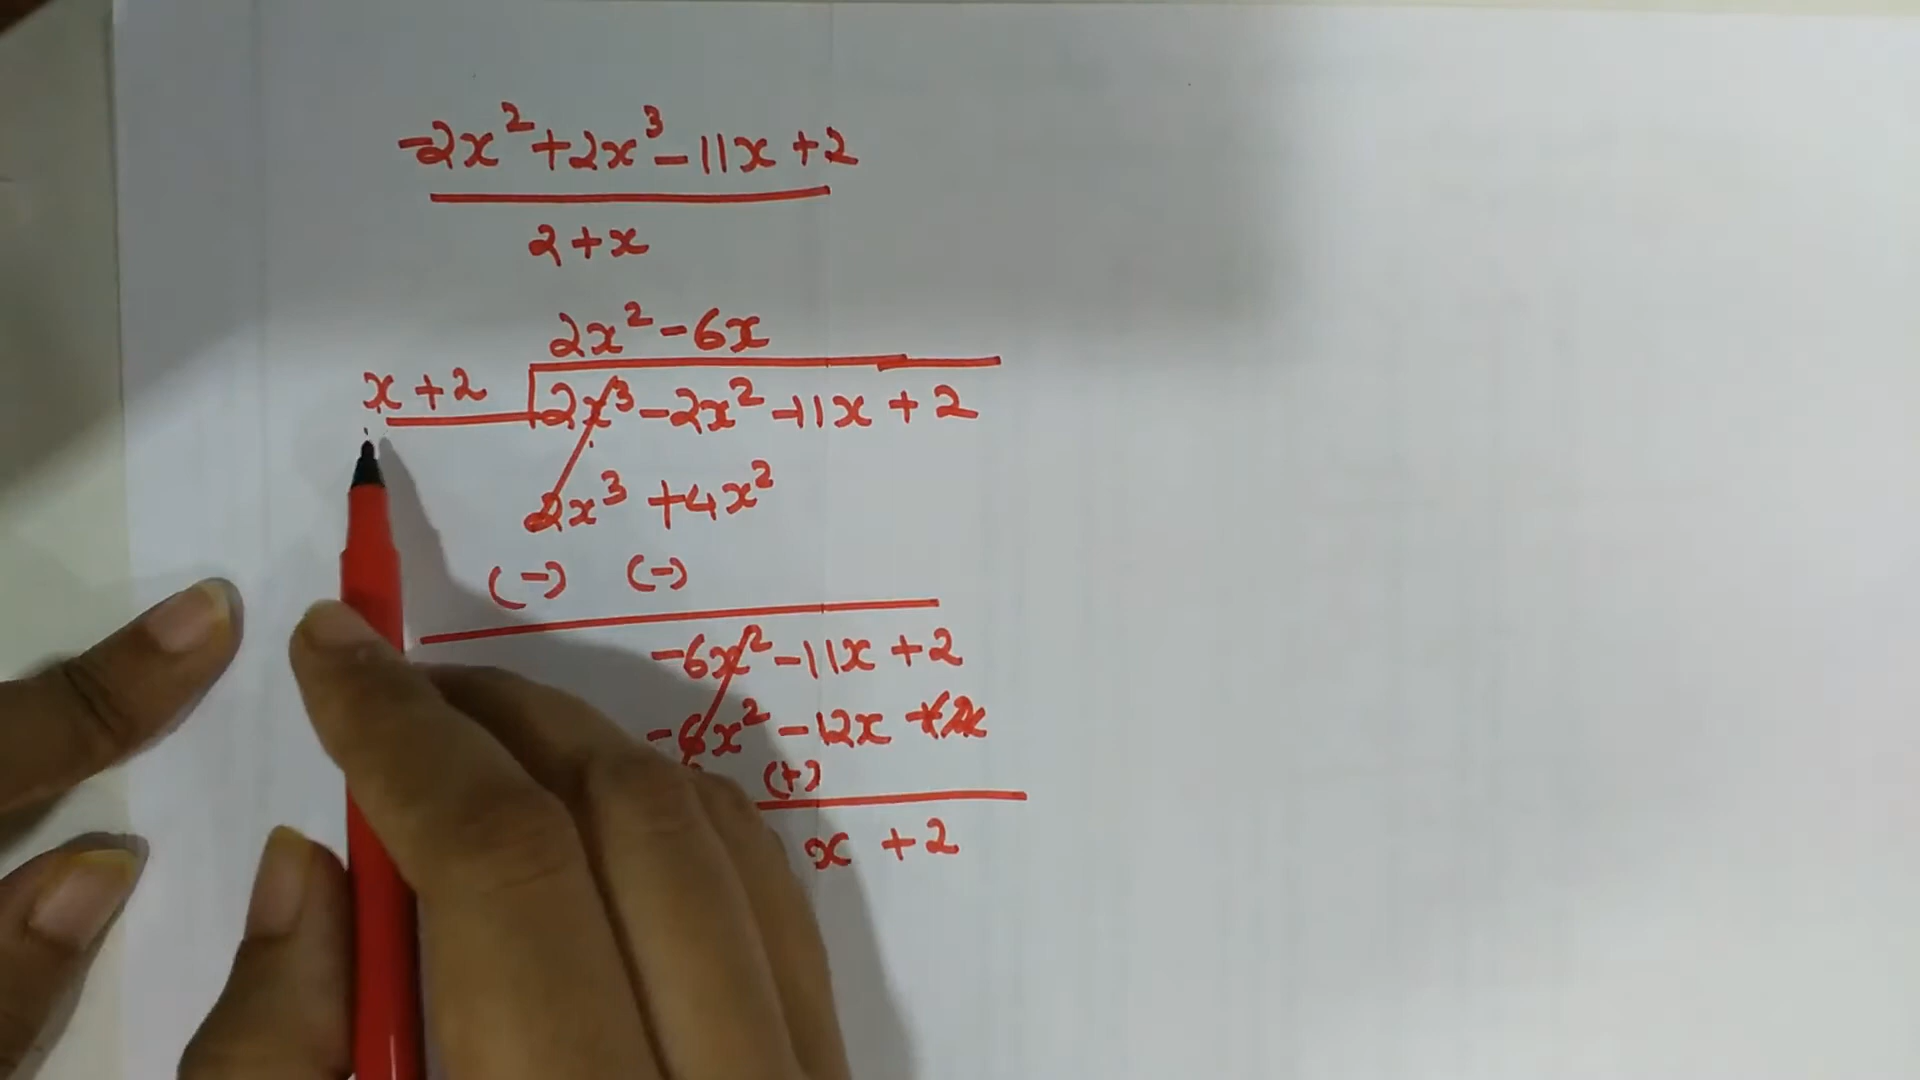 -2x² + 2x³ - 11x + 2
2 + x
2x² - 6x
x + 2 2x³ - 2x² - 11x + 2
2x³ + 4x²
(-) (-)
-6x² - 11x + 2
-6x² - 12x
(+)
x + 2